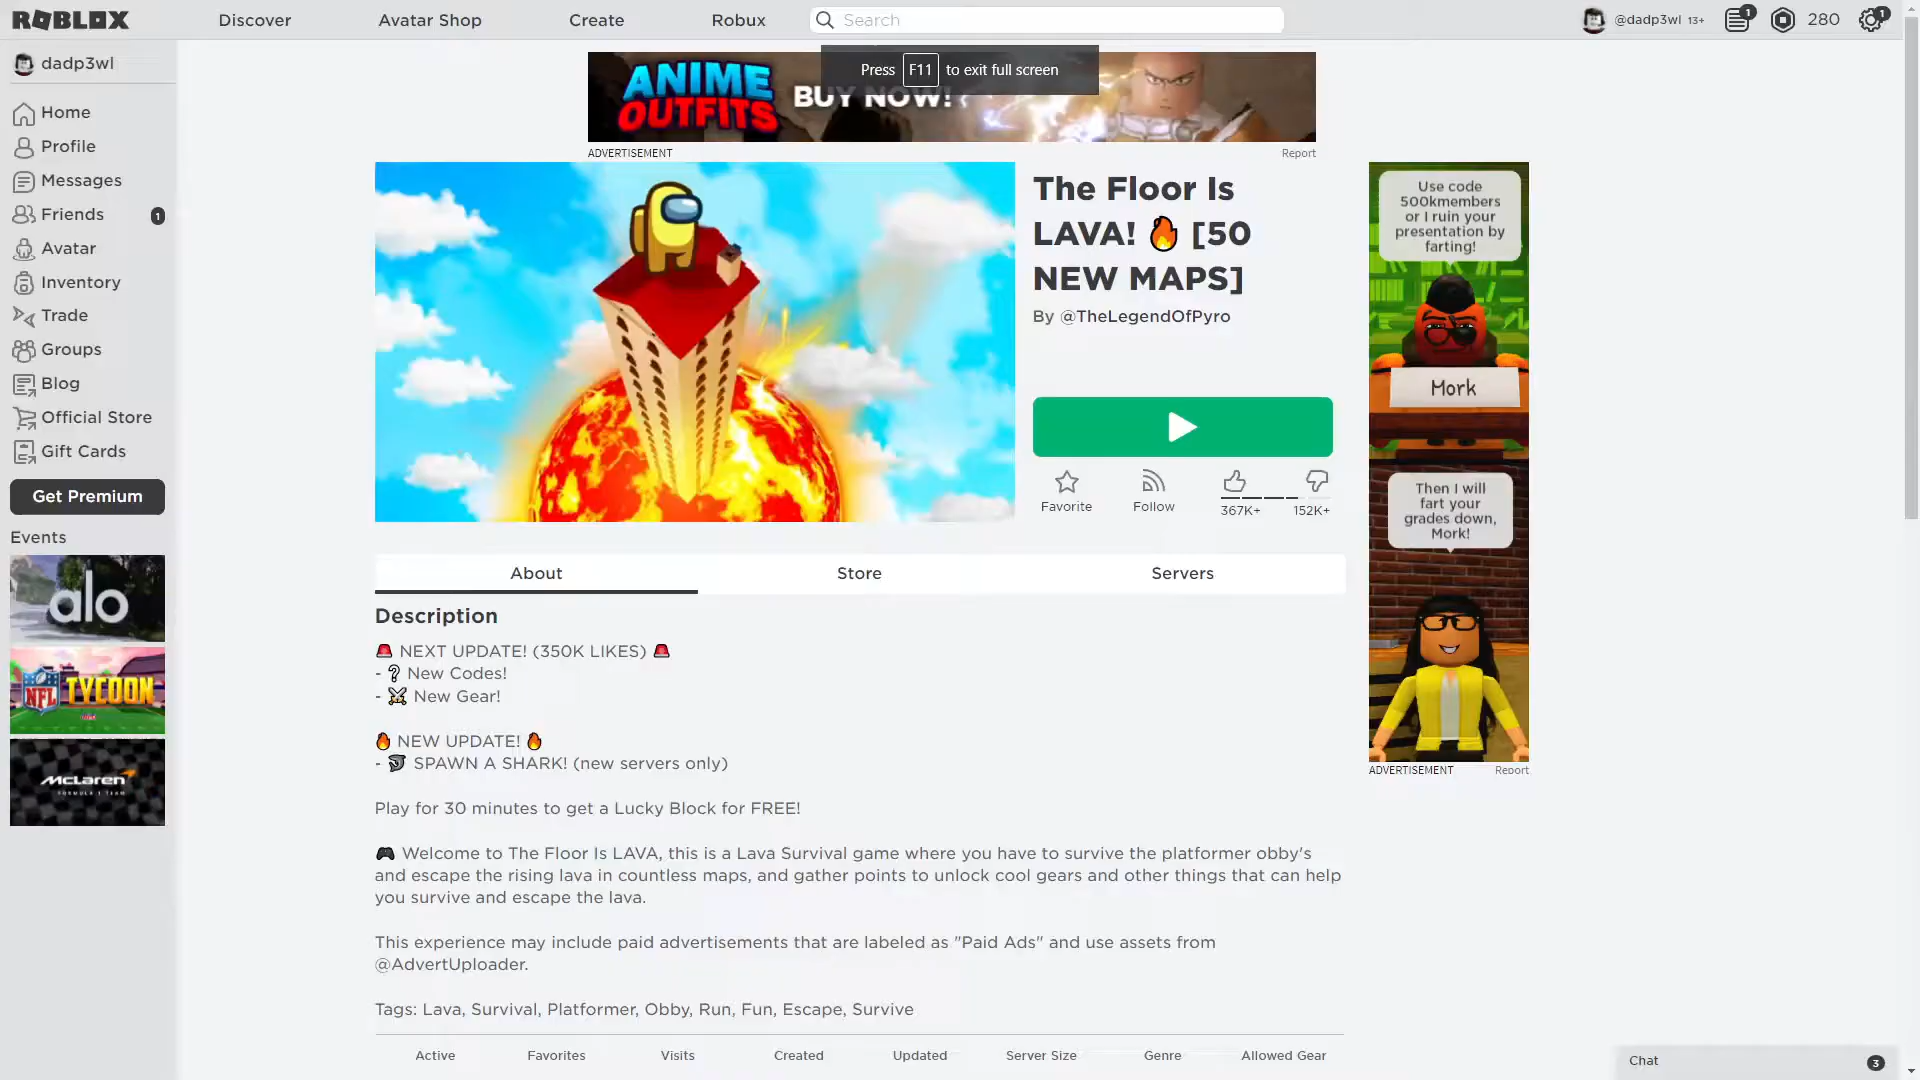 ROBLOX
Discover
Avatar Shop
Create
Robux
Search
@dadp3wl 13+
1
280
1
dadp3wl
Home
Profile
Messages
Friends
1
Avatar
Inventory
Trade
Groups
Blog
Official Store
Gift Cards
Get Premium
Events
alo
NFL TYCOON
McLaren
FORMULA 1 TEAM
ANIME
OUTFITS
BUY NOW!
Press F11 to exit full screen
ADVERTISEMENT
Report
The Floor Is
LAVA! 🔥 [50
NEW MAPS]
By @TheLegendOfPyro
Favorite
Follow
367K+
152K+
About
Store
Servers
Description
🚨 NEXT UPDATE! (350K LIKES) 🚨
- ❔ New Codes!
- ⚔ New Gear!
🔥 NEW UPDATE! 🔥
- 🦈 SPAWN A SHARK! (new servers only)
Play for 30 minutes to get a Lucky Block for FREE!
🎮 Welcome to The Floor Is LAVA, this is a Lava Survival game where you have to survive the platformer obby's
and escape the rising lava in countless maps, and gather points to unlock cool gears and other things that can help
you survive and escape the lava.
This experience may include paid advertisements that are labeled as "Paid Ads" and use assets from
@AdvertUploader.
Tags: Lava, Survival, Platformer, Obby, Run, Fun, Escape, Survive
Active
Favorites
Visits
Created
Updated
Server Size
Genre
Allowed Gear
Use code
500kmembers
or I ruin your
presentation by
farting!
Mork
Then I will
fart your
grades down,
Mork!
ADVERTISEMENT
Report
Chat
3